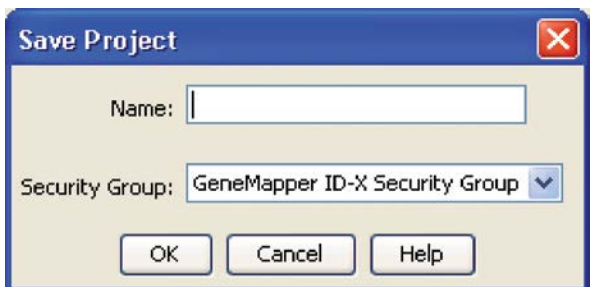 Save Project
Name:
Security Group: GeneMapper ID-X Security Group
OK Cancel Help